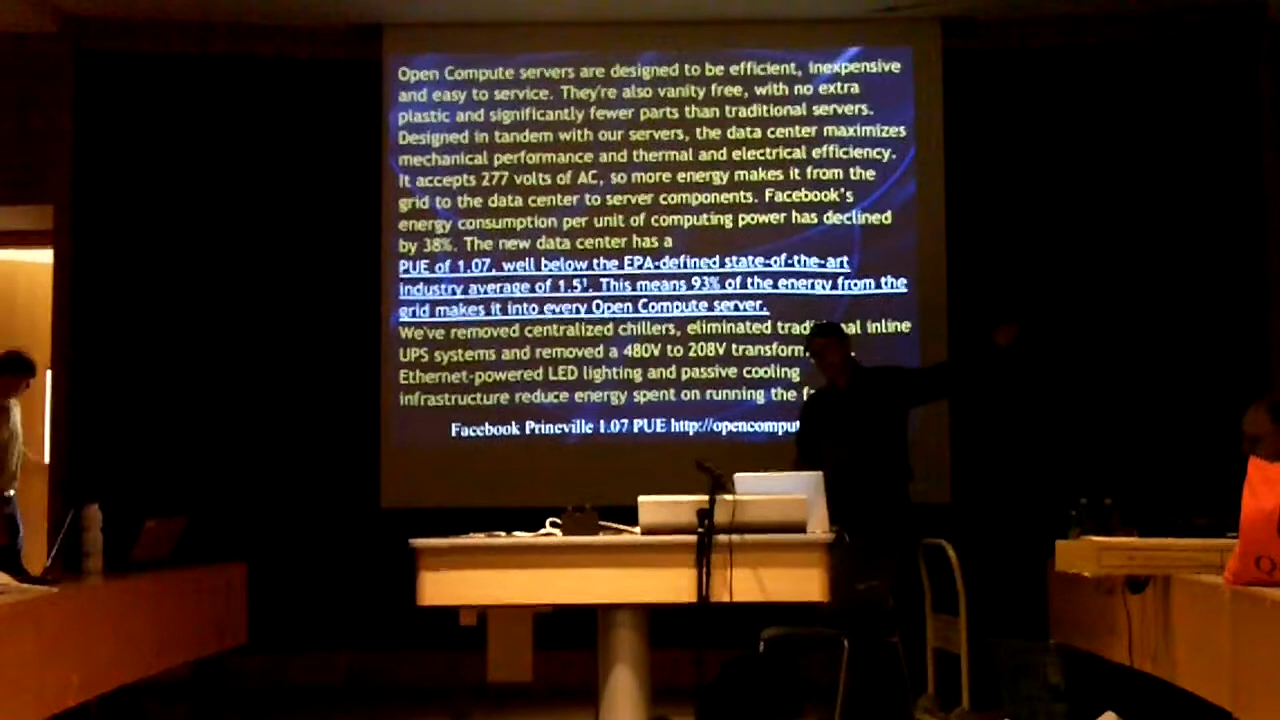 Open Compute servers are designed to be efficient, inexpensive
and easy to service. They're also vanity free, with no extra
plastic and significantly fewer parts than traditional servers.
Designed in tandem with our servers, the data center maximizes
mechanical performance and thermal and electrical efficiency.
It accepts 277 volts of AC, so more energy makes it from the
grid to the data center to server components. Facebook's
energy consumption per unit of computing power has declined
by 38%. The new data center has a
PUE of 1.07, well below the EPA-defined state-of-the-art
industry average of 1.5¹. This means 93% of the energy from the
grid makes it into every Open Compute server.
We've removed centralized chillers, eliminated inline
UPS systems and removed a 480V to 208V
Ethernet-powered LED lighting and passive cooling
infrastructure reduce energy spent on running the
Facebook Prineville 1.07 PUE http://opencomput
Q